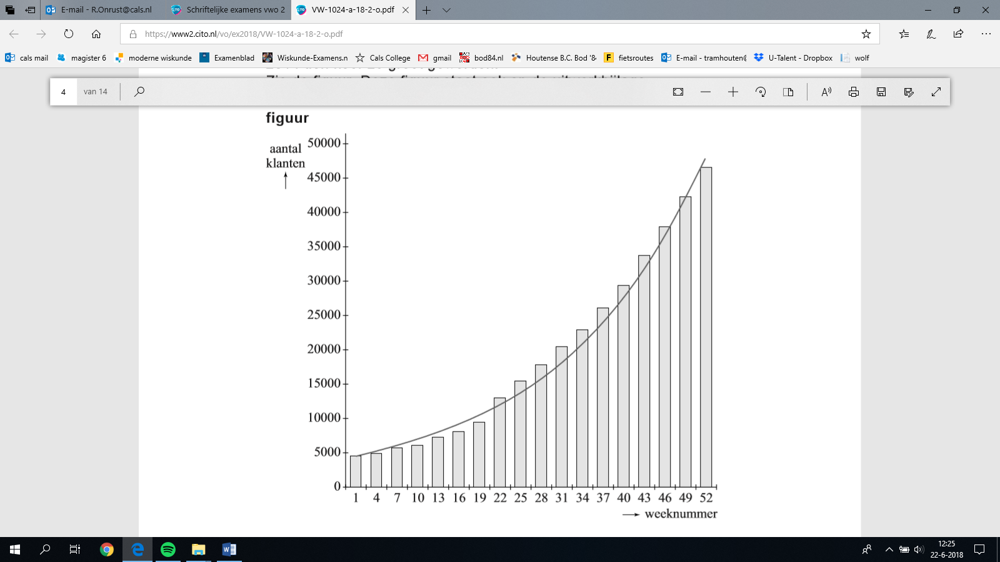 E-mail - R.Onrust@cals.nl
Schriftelijke examens vwo 2
VW-1024-a-18-2-o.pdf
https://www2.cito.nl/vo/ex2018/VW-1024-a-18-2-o.pdf
cals mail magister 6 moderne wiskunde Examenblad Wiskunde-Examens.n Cals College gmail bod84.nl Houtense B.C. Bod '84 fietsroutes E-mail - tramhouten@ U-Talent - Dropbox wolf
4 van 14
figuur
aantal
klanten
50000
45000
40000
35000
30000
25000
20000
15000
10000
5000
0
1 4 7 10 13 16 19 22 25 28 31 34 37 40 43 46 49 52
weeknummer
12:25
22-6-2018